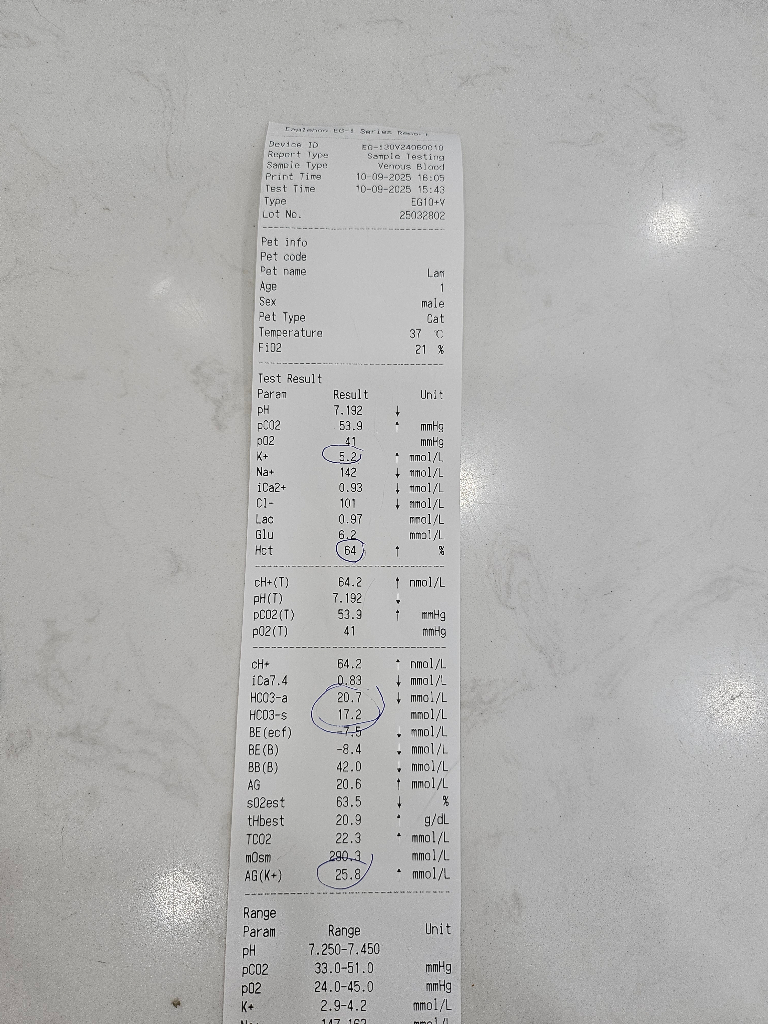 EG-i Series Report
Device ID EG-i30V24060010
Report Type Sample Testing
Sample Type Venous Blood
Print Time 10-09-2025 16:05
Test Time 10-09-2025 15:43
Type EG10+V
Lot No. 25032802
Pet info
Pet code
Pet name Lam
Age 1
Sex male
Pet Type Cat
Temperature 37 ℃
FiO2 21 %
Test Result
Param Result Unit
pH 7.192 ↓
pCO2 53.9 ↑ mmHg
pO2 41 mmHg
K+ 5.2 ↑ mmol/L
Na+ 142 ↓ mmol/L
iCa2+ 0.93 ↓ mmol/L
Cl- 101 ↓ mmol/L
Lac 0.97 mmol/L
Glu 6.2 mmol/L
Hct 64 ↑ %
cH+(T) 64.2 ↑ nmol/L
pH(T) 7.192 ↓
pCO2(T) 53.9 ↑ mmHg
pO2(T) 41 mmHg
cH+ 64.2 ↑ nmol/L
iCa7.4 0.83 ↓ mmol/L
HCO3-a 20.7 ↓ mmol/L
HCO3-s 17.2 mmol/L
BE(ecf) -7.5 ↓ mmol/L
BE(B) -8.4 ↓ mmol/L
BB(B) 42.0 ↓ mmol/L
AG 20.6 ↑ mmol/L
sO2est 63.5 ↓ %
tHbest 20.9 ↑ g/dL
TCO2 22.3 ↑ mmol/L
mOsm 290.3 mmol/L
AG(K+) 25.8 ↑ mmol/L
Range
Param Range Unit
pH 7.250-7.450
pCO2 33.0-51.0 mmHg
pO2 24.0-45.0 mmHg
K+ 2.9-4.2 mmol/L